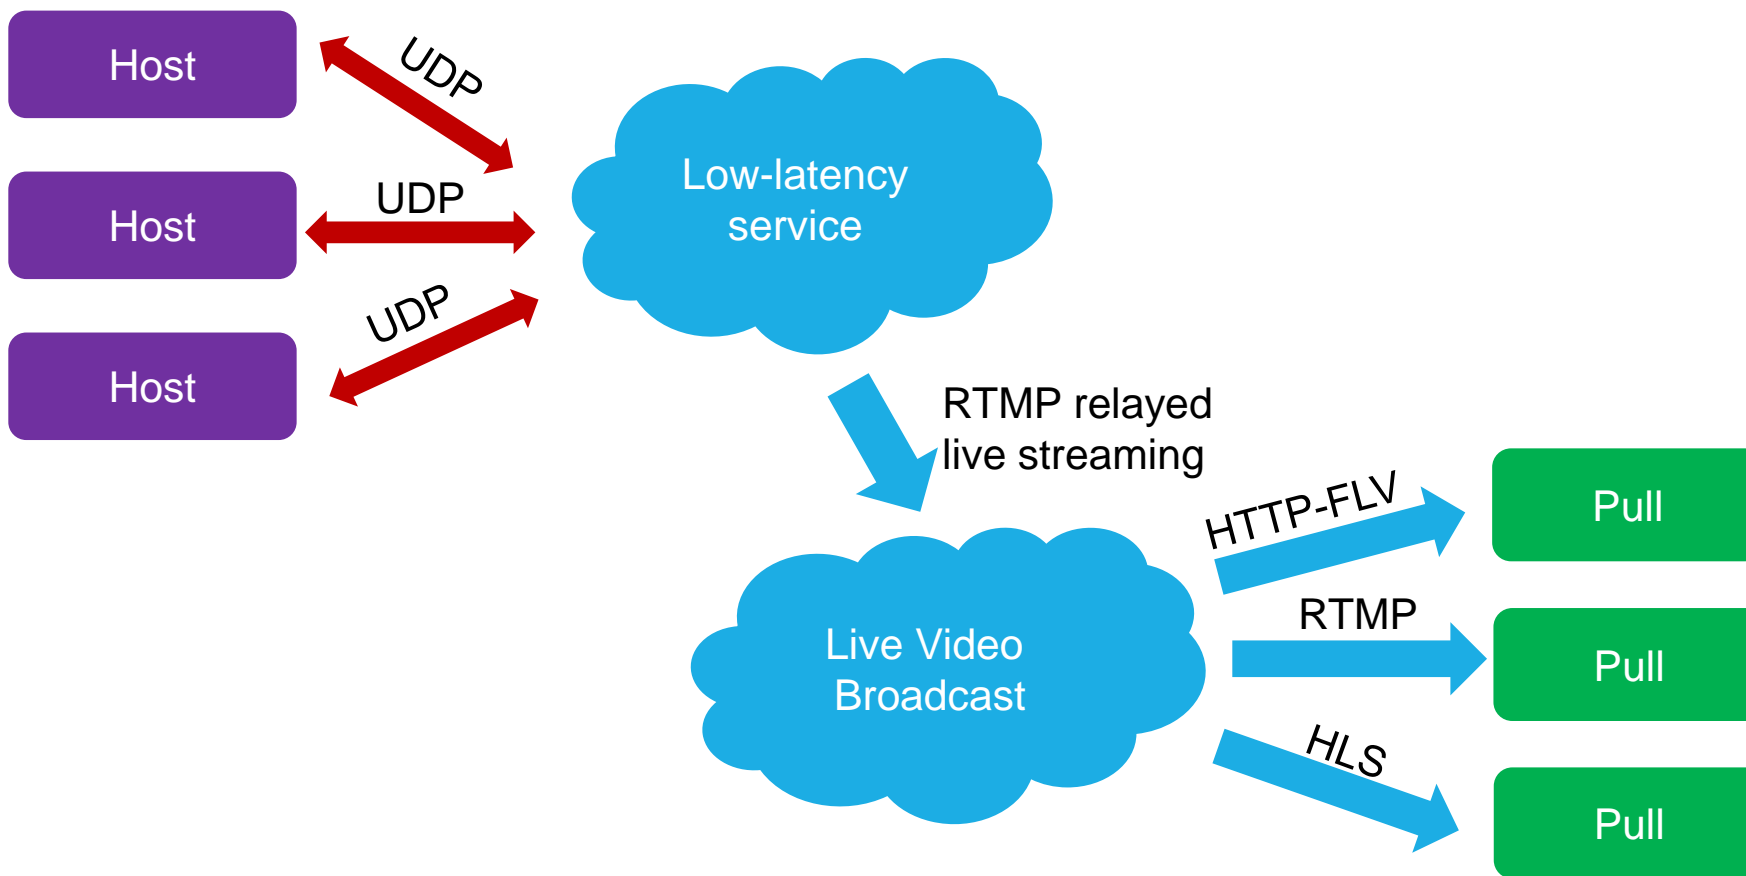 Host
UDP
Host
UDP
Host
UDP
Low-latency
service
RTMP relayed
live streaming
Live Video
Broadcast
HTTP-FLV
Pull
RTMP
Pull
HLS
Pull